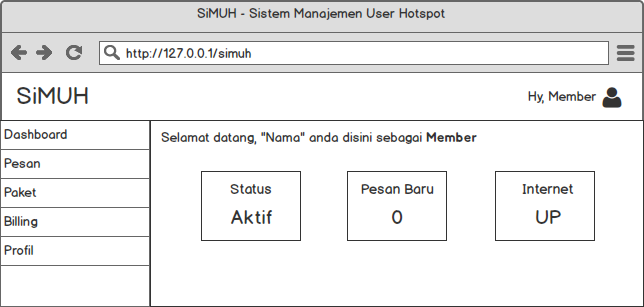 SiMUH - Sistem Manajemen User Hotspot
http://127.0.0.1/simuh
SiMUH
Hy, Member
Dashboard
Pesan
Paket
Billing
Profil
Selamat datang, "Nama" anda disini sebagai Member
Status
Aktif
Pesan Baru
0
Internet
UP